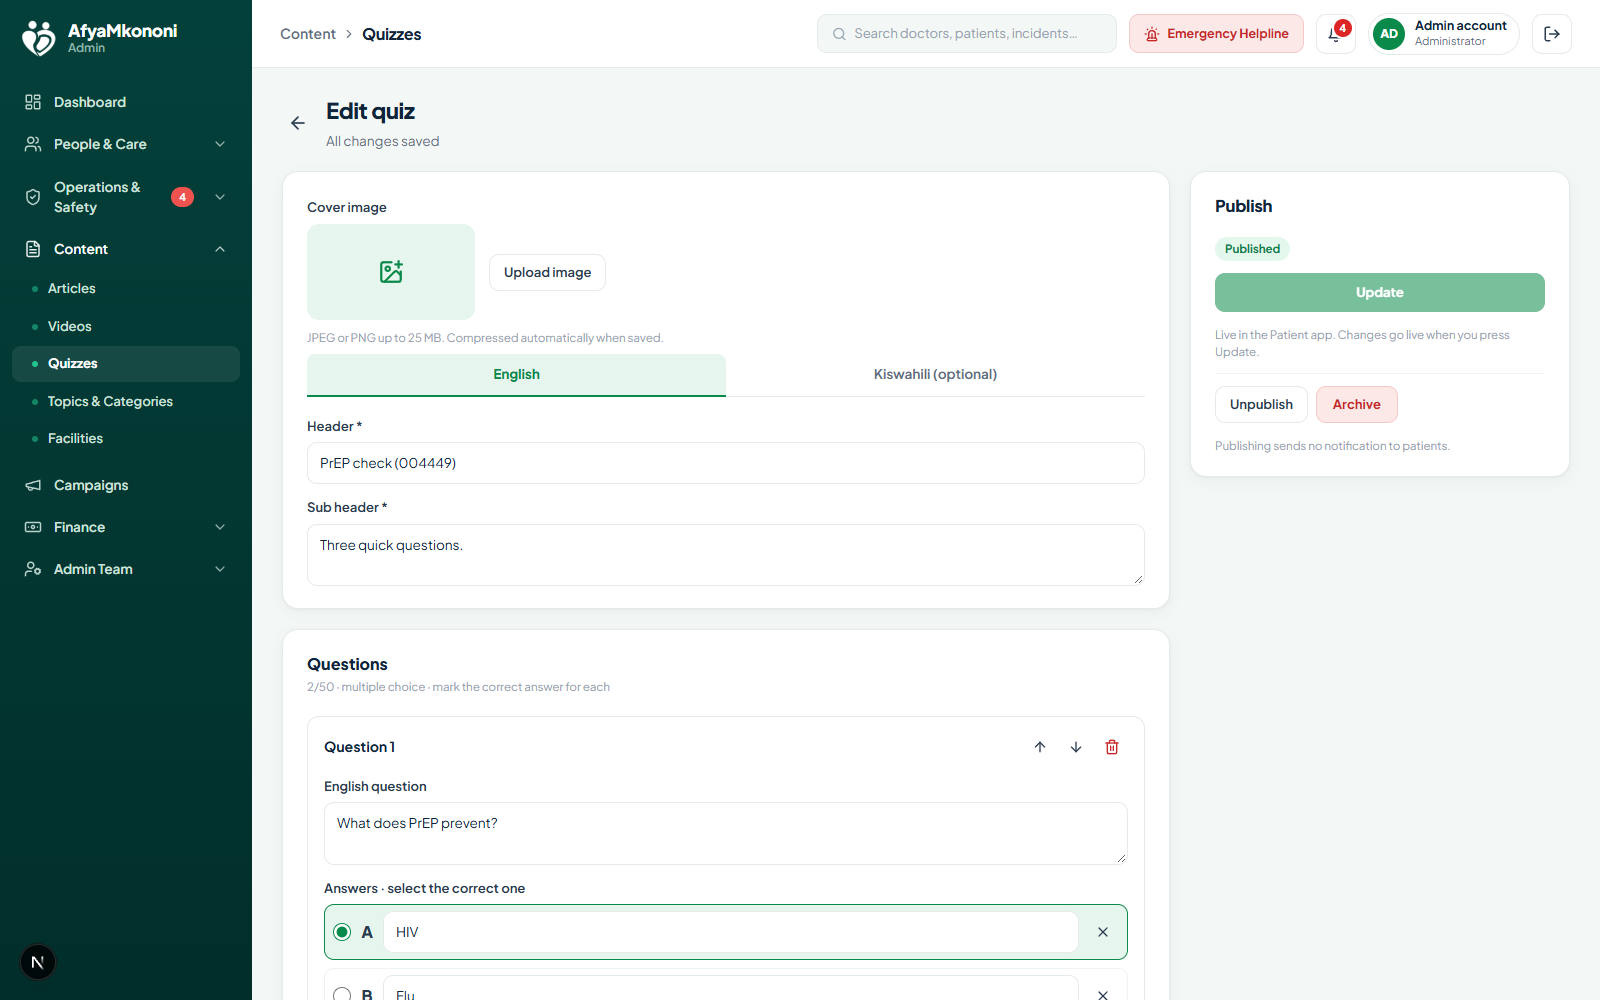 AfyaMkononi
Admin
Dashboard
People & Care
Operations & Safety
4
Content
Articles
Videos
Quizzes
Topics & Categories
Facilities
Campaigns
Finance
Admin Team
N
Content > Quizzes
Search doctors, patients, incidents...
Emergency Helpline
4
AD
Admin account
Administrator
Edit quiz
All changes saved
Cover image
Upload image
JPEG or PNG up to 25 MB. Compressed automatically when saved.
English
Kiswahili (optional)
Header *
PrEP check (004449)
Sub header *
Three quick questions.
Questions
2/50 · multiple choice · mark the correct answer for each
Question 1
English question
What does PrEP prevent?
Answers · select the correct one
A
HIV
B
Flu
Publish
Published
Update
Live in the Patient app. Changes go live when you press
Update.
Unpublish
Archive
Publishing sends no notification to patients.